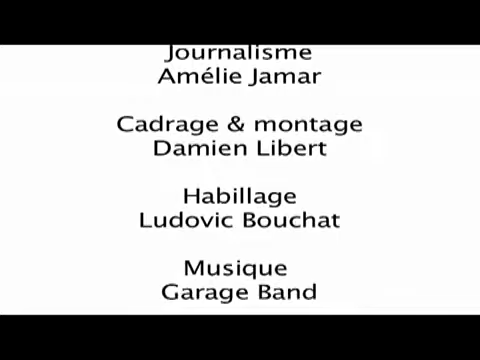 Journalisme
Amélie Jamar
Cadrage & montage
Damien Libert
Habillage
Ludovic Bouchat
Musique
Garage Band